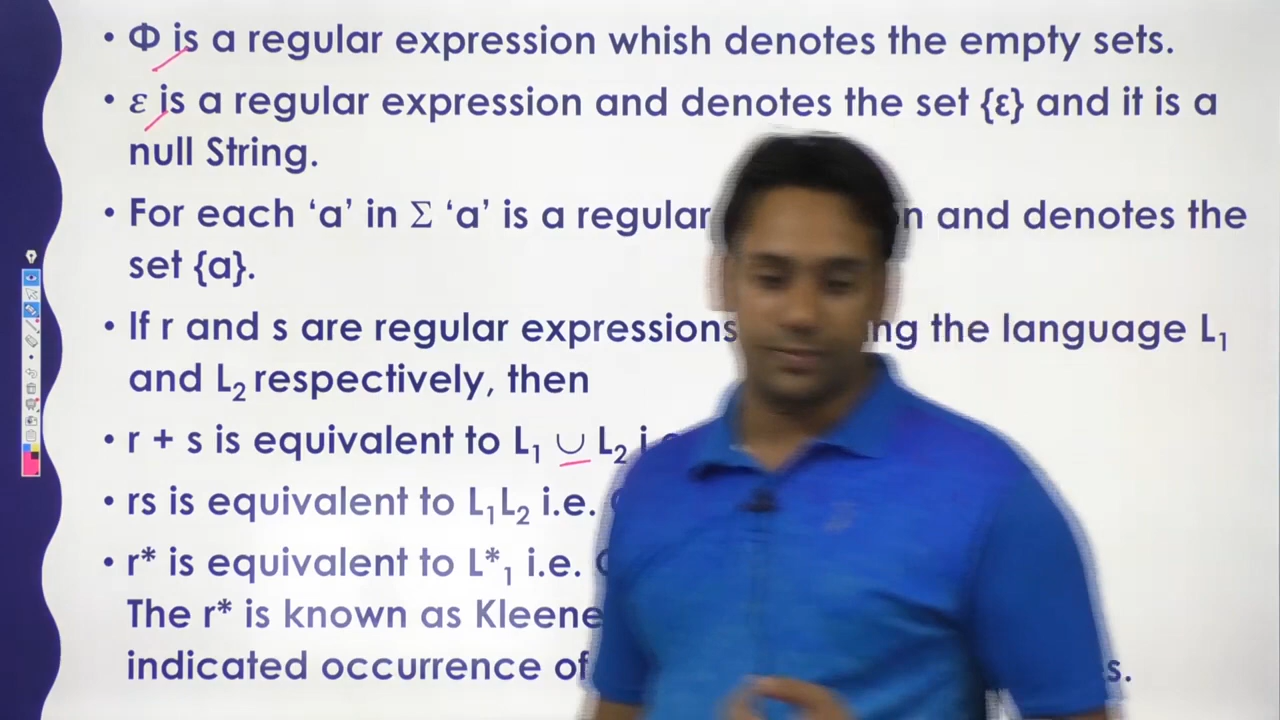 • Φ is a regular expression whish denotes the empty sets.
• ε is a regular expression and denotes the set {ε} and it is a
null String.
• For each ‘a’ in Σ ‘a’ is a regular and denotes the
set {a}.
• If r and s are regular expressions the language L₁
and L₂ respectively, then
• r + s is equivalent to L₁ ∪ L₂
• rs is equivalent to L₁L₂ i.e.
• r* is equivalent to L*₁ i.e.
The r* is known as Kleene
indicated occurrence of